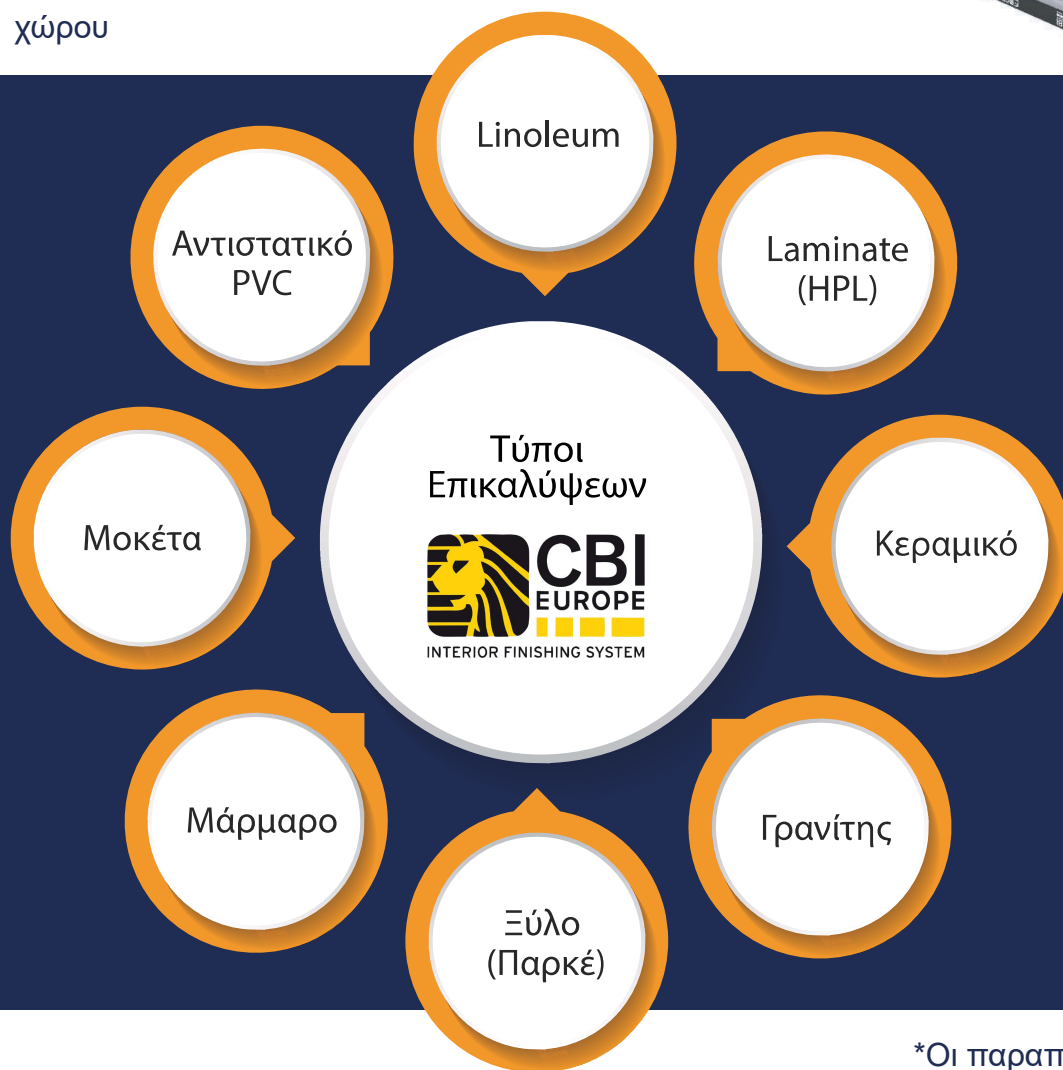 χώρου
Linoleum
Αντιστατικό
PVC
Laminate
(HPL)
Τύποι
Επικαλύψεων
CBI
EUROPE
INTERIOR FINISHING SYSTEM
Μοκέτα
Κεραμικό
Μάρμαρο
Γρανίτης
Ξύλο
(Παρκέ)
*Οι